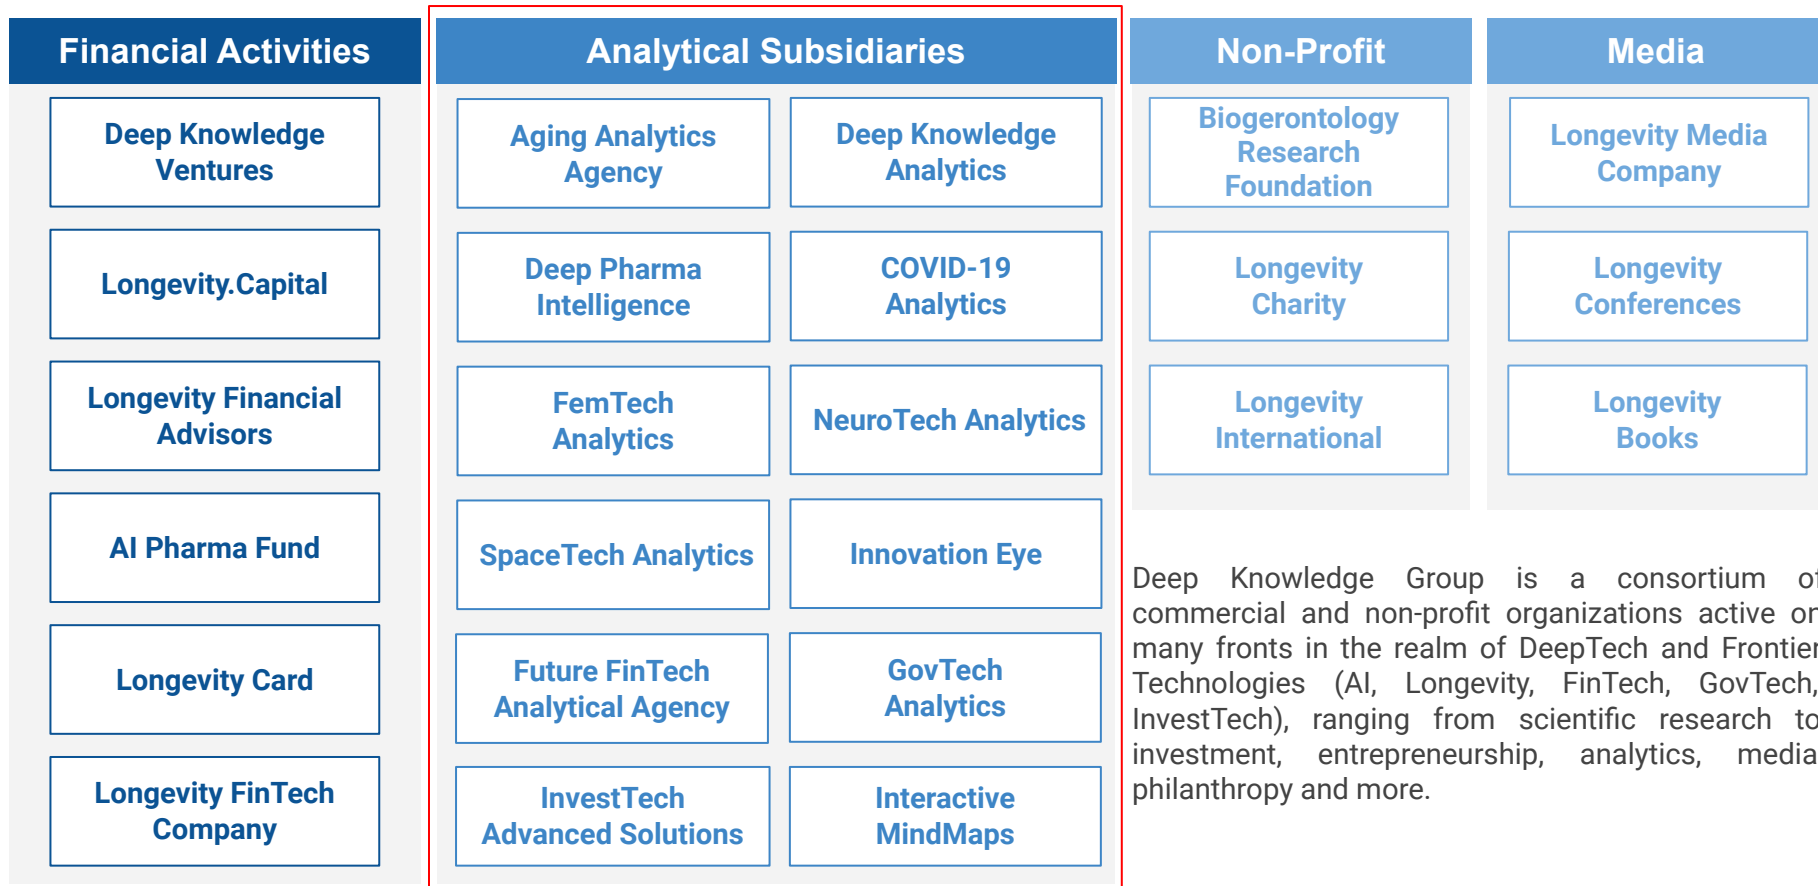 Financial Activities
Deep Knowledge
Ventures
Longevity.Capital
Longevity Financial
Advisors
AI Pharma Fund
Longevity Card
Longevity FinTech
Company
Analytical Subsidiaries
Aging Analytics
Agency
Deep Knowledge
Analytics
Deep Pharma
Intelligence
COVID-19
Analytics
FemTech
Analytics
NeuroTech Analytics
SpaceTech Analytics
Innovation Eye
Future FinTech
Analytical Agency
GovTech
Analytics
InvestTech
Advanced Solutions
Interactive
MindMaps
Non-Profit
Biogerontology
Research
Foundation
Longevity
Charity
Longevity
International
Media
Longevity Media
Company
Longevity
Conferences
Longevity
Books
Deep Knowledge Group is a consortium of
commercial and non-profit organizations active on
many fronts in the realm of DeepTech and Frontier
Technologies (AI, Longevity, FinTech, GovTech,
InvestTech), ranging from scientific research to
investment, entrepreneurship, analytics, media
philanthropy and more.